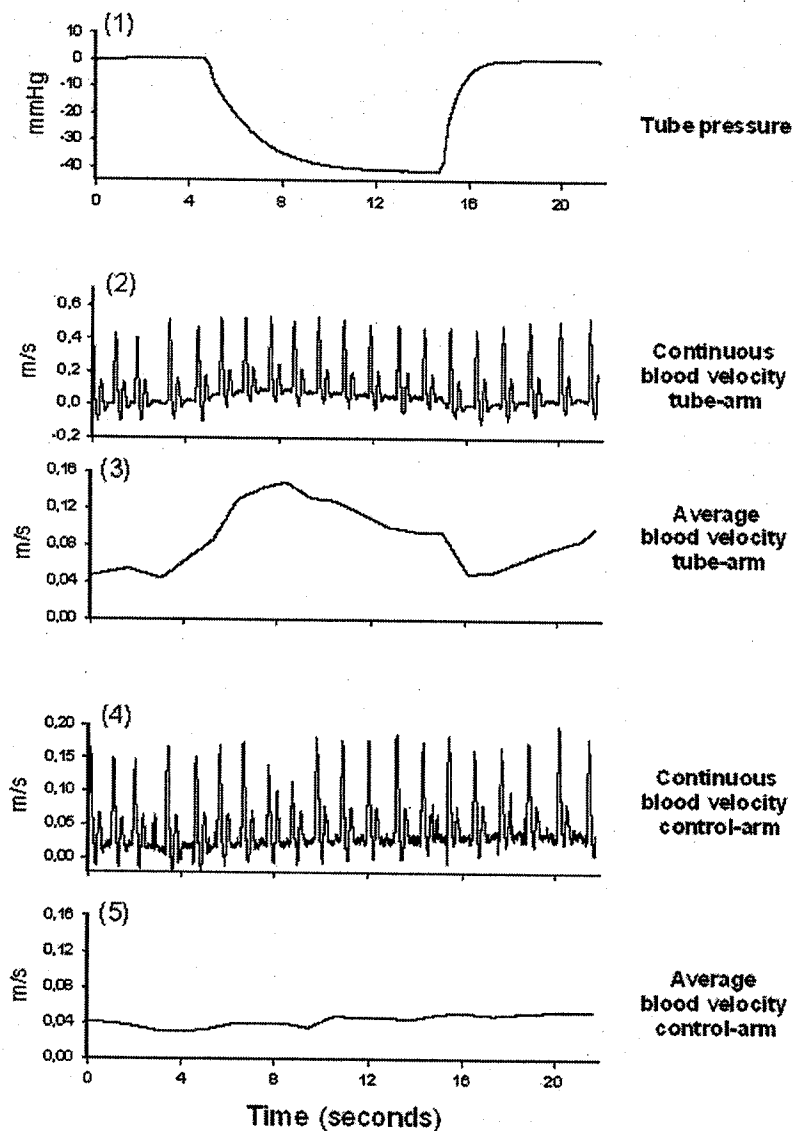 (1)
10
0
-10
-20
-30
-40
mmHg
0 4 8 12 16 20
Tube pressure
(2)
0,6
0,4
0,2
0,0
-0,2
m/s
Continuous
blood velocity
tube-arm
(3)
0,16
0,12
0,08
0,04
0,00
m/s
Average
blood velocity
tube-arm
(4)
0,20
0,15
0,10
0,05
0,00
m/s
Continuous
blood velocity
control-arm
(5)
0,16
0,12
0,08
0,04
0,00
m/s
Average
blood velocity
control-arm
0 4 8 12 16 20
Time (seconds)